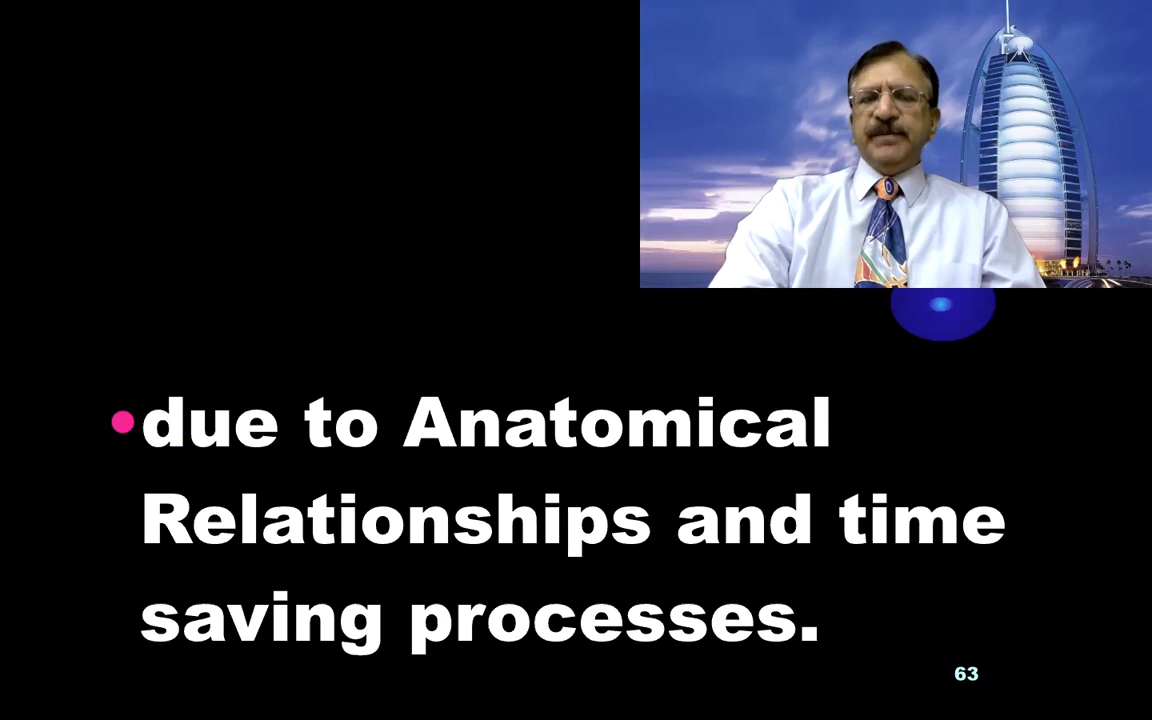 due to Anatomical
Relationships and time
saving processes.
63